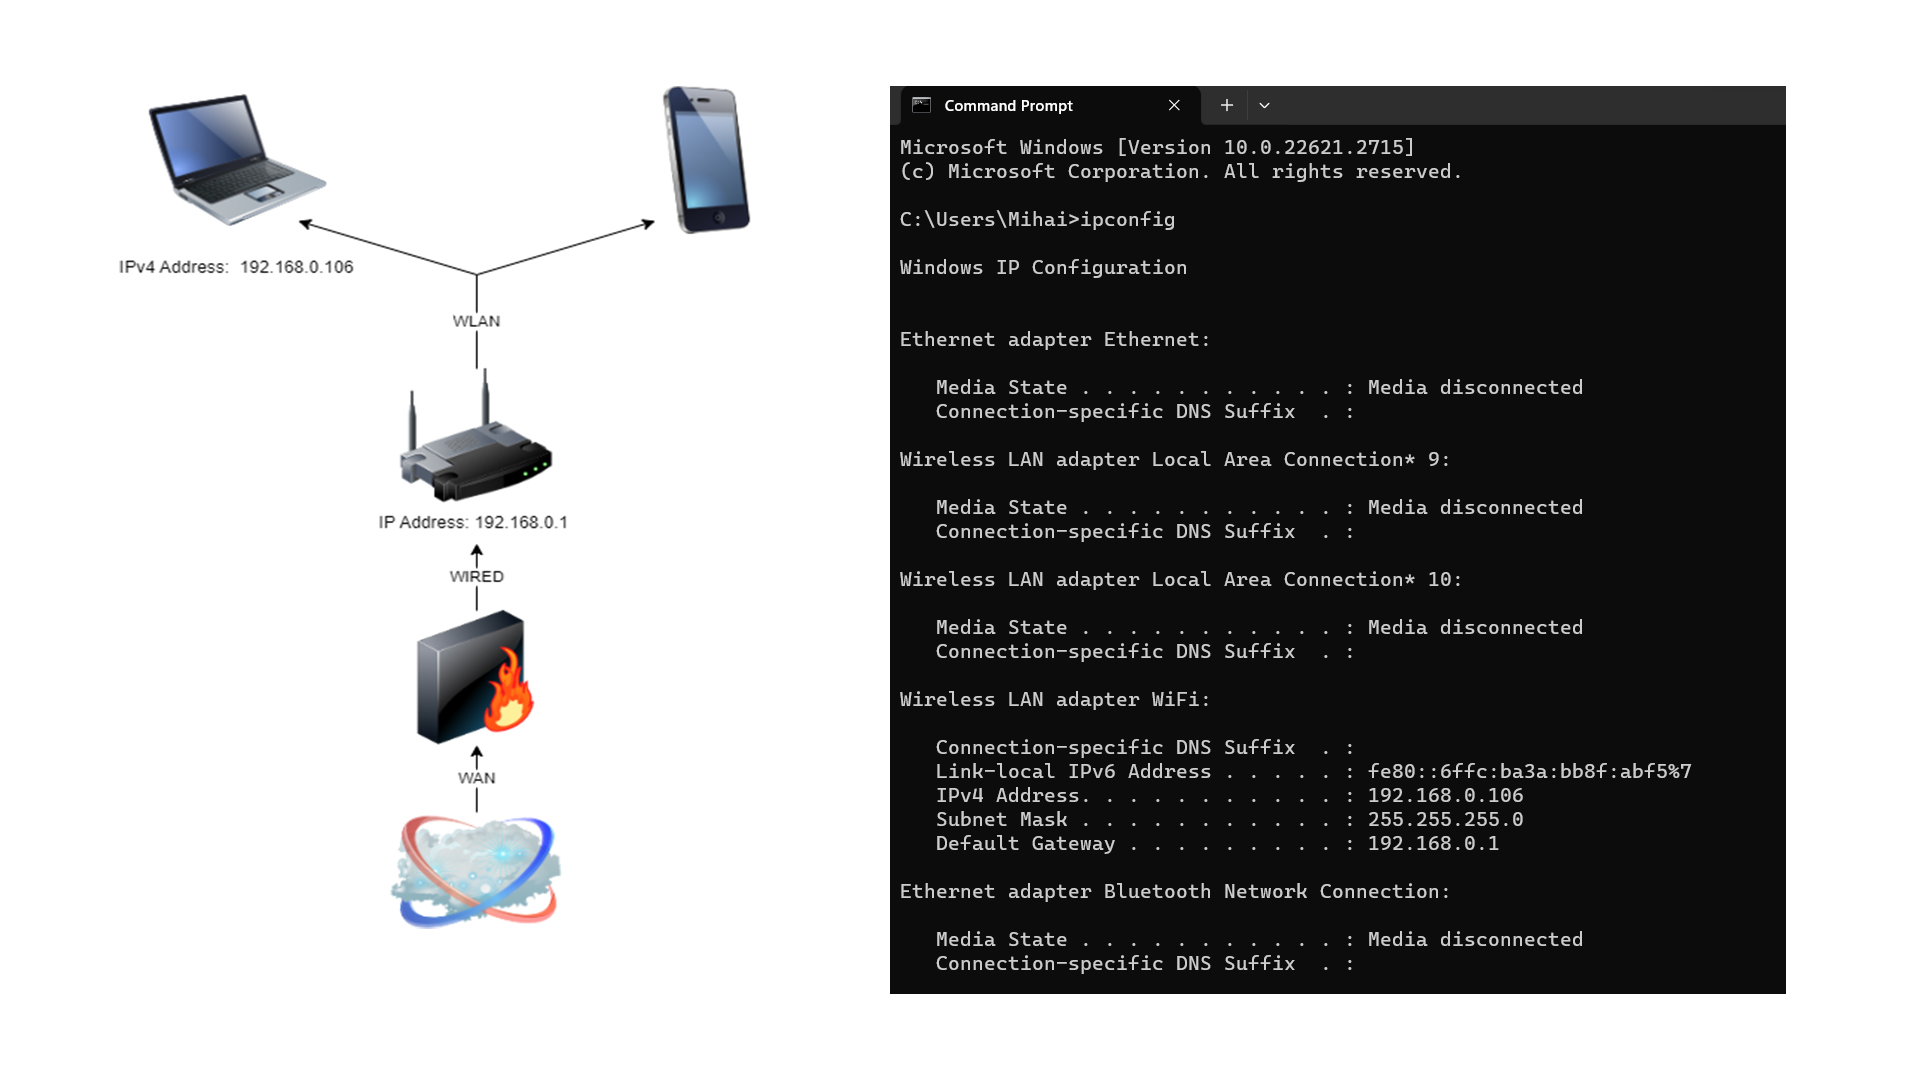 IPv4 Address:  192.168.0.106
WLAN
IP Address: 192.168.0.1
WIRED
WAN
Command Prompt
Microsoft Windows [Version 10.0.22621.2715]
(c) Microsoft Corporation. All rights reserved.
C:\Users\Mihai>ipconfig
Windows IP Configuration
Ethernet adapter Ethernet:
Media State . . . . . . . . . . . : Media disconnected
Connection-specific DNS Suffix  . :
Wireless LAN adapter Local Area Connection* 9:
Media State . . . . . . . . . . . : Media disconnected
Connection-specific DNS Suffix  . :
Wireless LAN adapter Local Area Connection* 10:
Media State . . . . . . . . . . . : Media disconnected
Connection-specific DNS Suffix  . :
Wireless LAN adapter WiFi:
Connection-specific DNS Suffix  . :
Link-local IPv6 Address . . . . . : fe80::6ffc:ba3a:bb8f:abf5%7
IPv4 Address. . . . . . . . . . . : 192.168.0.106
Subnet Mask . . . . . . . . . . . : 255.255.255.0
Default Gateway . . . . . . . . . : 192.168.0.1
Ethernet adapter Bluetooth Network Connection:
Media State . . . . . . . . . . . : Media disconnected
Connection-specific DNS Suffix  . :